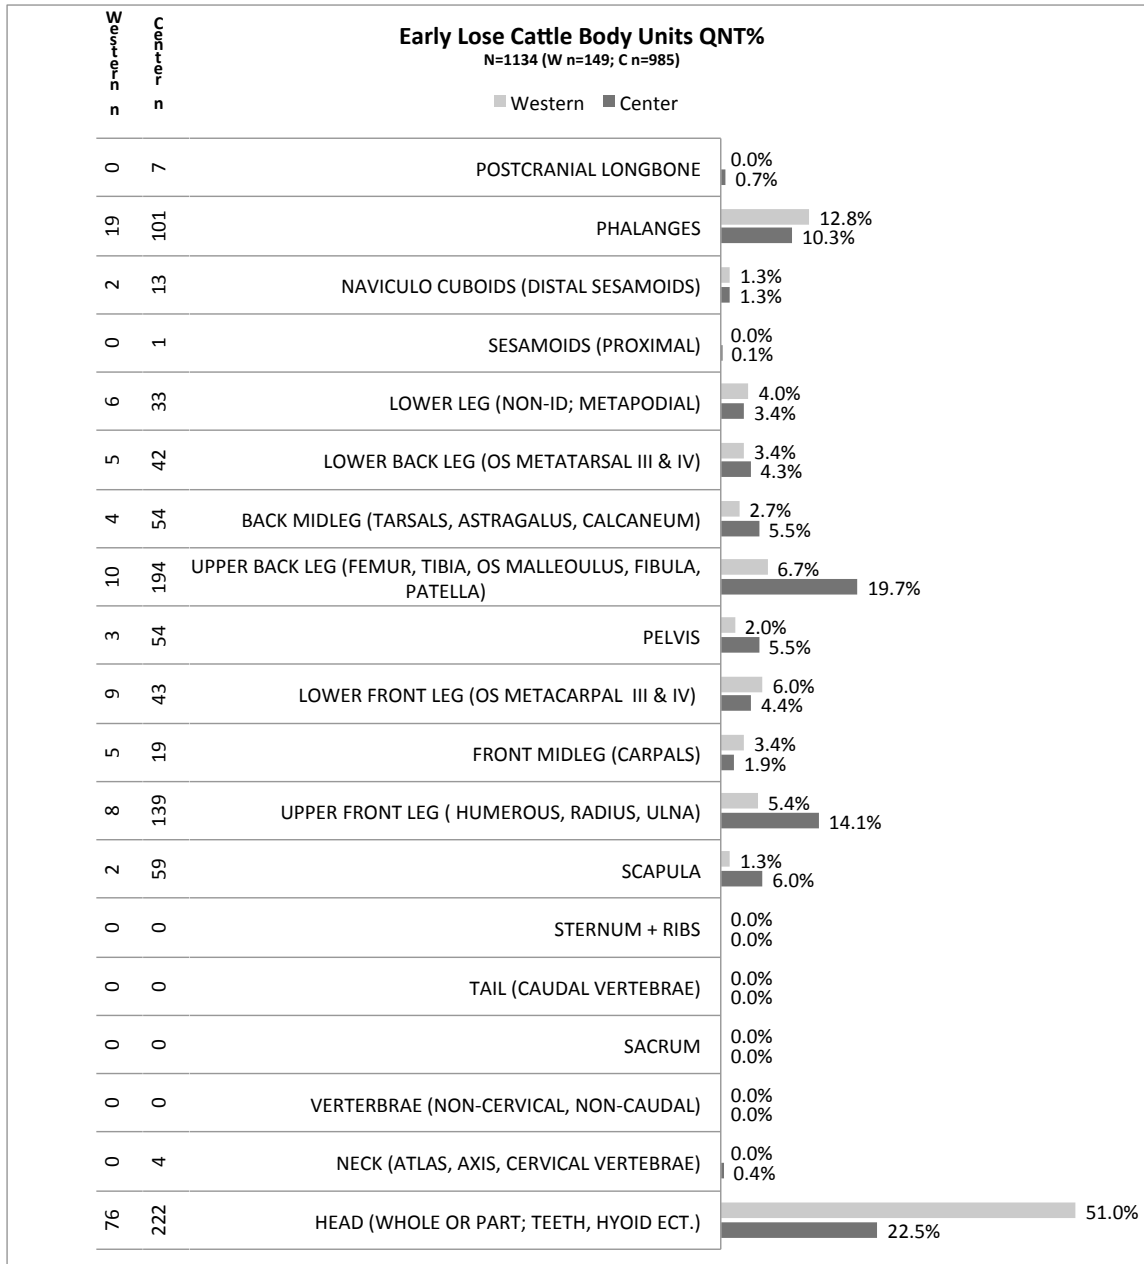 Western n
Center n
Early Lose Cattle Body Units QNT%
N=1134 (W n=149; C n=985)
Western Center
0 7 POSTCRANIAL LONGBONE 0.0%
0.7%
19 101 PHALANGES 12.8%
10.3%
2 13 NAVICULO CUBOIDS (DISTAL SESAMOIDS) 1.3%
1.3%
0 1 SESAMOIDS (PROXIMAL) 0.0%
0.1%
6 33 LOWER LEG (NON-ID; METAPODIAL) 4.0%
3.4%
5 42 LOWER BACK LEG (OS METATARSAL III & IV) 3.4%
4.3%
4 54 BACK MIDLEG (TARSALS, ASTRAGALUS, CALCANEUM) 2.7%
5.5%
10 194 UPPER BACK LEG (FEMUR, TIBIA, OS MALLEOULUS, FIBULA, 6.7%
PATELLA) 19.7%
3 54 PELVIS 2.0%
5.5%
9 43 LOWER FRONT LEG (OS METACARPAL III & IV) 6.0%
4.4%
5 19 FRONT MIDLEG (CARPALS) 3.4%
1.9%
8 139 UPPER FRONT LEG ( HUMEROUS, RADIUS, ULNA) 5.4%
14.1%
2 59 SCAPULA 1.3%
6.0%
0 0 STERNUM + RIBS 0.0%
0.0%
0 0 TAIL (CAUDAL VERTEBRAE) 0.0%
0.0%
0 0 SACRUM 0.0%
0.0%
0 0 VERTERBRAE (NON-CERVICAL, NON-CAUDAL) 0.0%
0.0%
0 4 NECK (ATLAS, AXIS, CERVICAL VERTEBRAE) 0.0%
0.4%
76 222 HEAD (WHOLE OR PART; TEETH, HYOID ECT.) 51.0%
22.5%